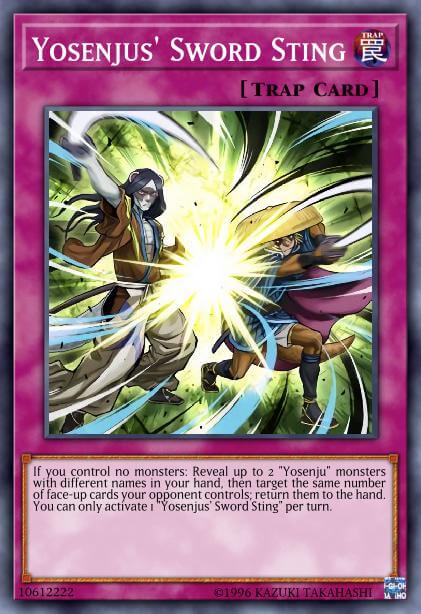 Yosenjus' Sword Sting
TRAP
罠
[Trap Card]
If you control no monsters: Reveal up to 2 "Yosenju" monsters
with different names in your hand, then target the same number
of face-up cards your opponent controls; return them to the hand.
You can only activate 1 "Yosenjus' Sword Sting" per turn.
10612222
©1996 KAZUKI TAKAHASHI